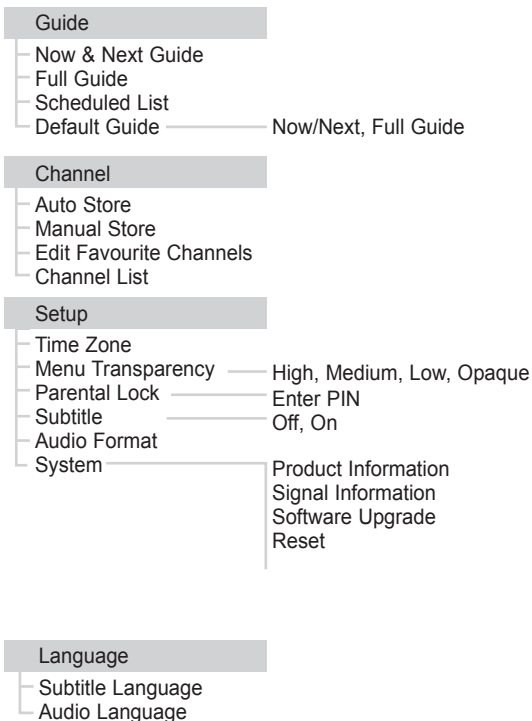 Guide
Now & Next Guide
Full Guide
Scheduled List
Default Guide Now/Next, Full Guide
Channel
Auto Store
Manual Store
Edit Favourite Channels
Channel List
Setup
Time Zone
Menu Transparency High, Medium, Low, Opaque
Parental Lock Enter PIN
Subtitle Off, On
Audio Format
System Product Information
Signal Information
Software Upgrade
Reset
Language
Subtitle Language
Audio Language